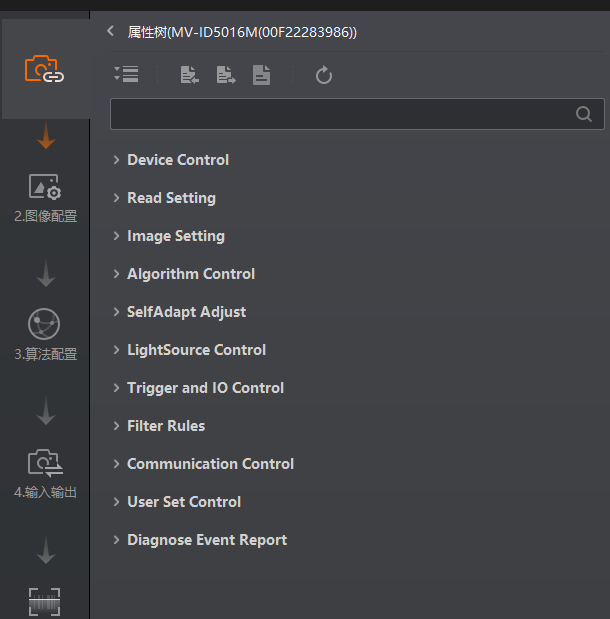 属性树(MV-ID5016M(00F22283986))
Device Control
Read Setting
Image Setting
Algorithm Control
SelfAdapt Adjust
LightSource Control
Trigger and IO Control
Filter Rules
Communication Control
User Set Control
Diagnose Event Report
2.图像配置
3.算法配置
4.输入输出